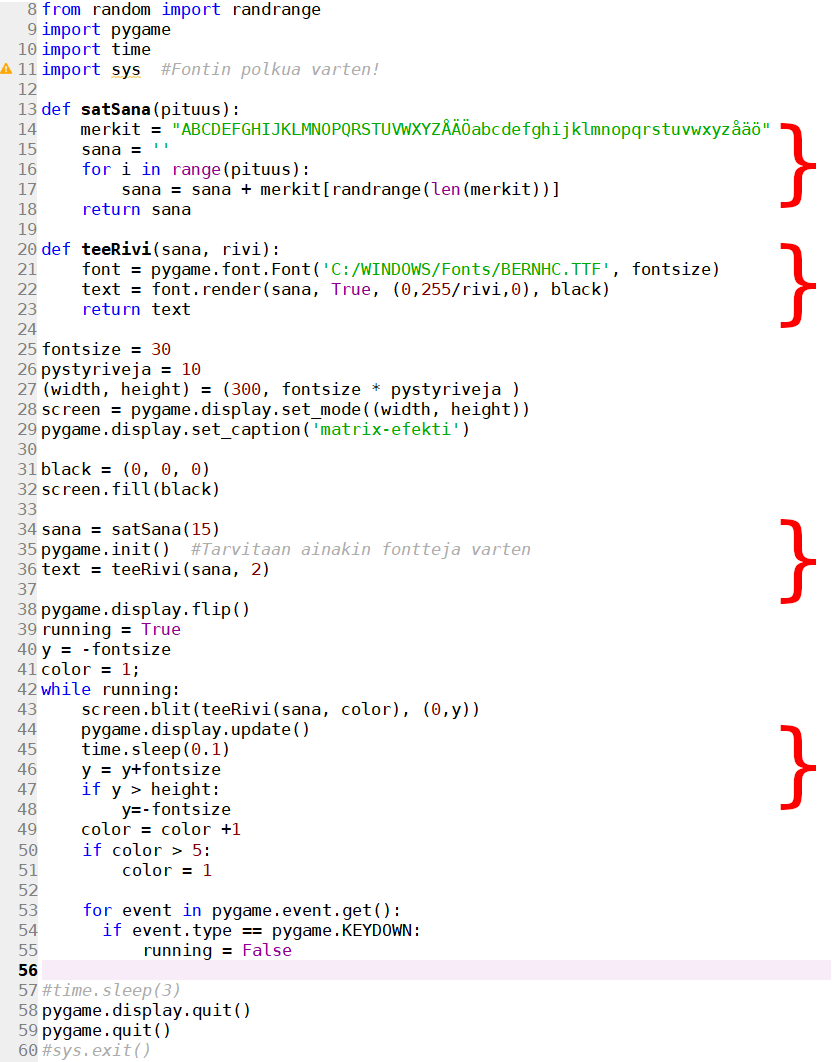 8 from random import randrange
9 import pygame
10 import time
11 import sys  #Fontin polkua varten!
12
13 def satSana(pituus):
14     merkit = "ABCDEFGHIJKLMNOPQRSTUVWXYZÅÄÖabcdefghijklmnopqrstuvwxyzåäö"
15     sana = ''
16     for i in range(pituus):
17         sana = sana + merkit[randrange(len(merkit))]
18     return sana
19
20 def teeRivi(sana, rivi):
21     font = pygame.font.Font('C:/WINDOWS/Fonts/BERNHC.TTF', fontsize)
22     text = font.render(sana, True, (0,255/rivi,0), black)
23     return text
24
25 fontsize = 30
26 pystyriveja = 10
27 (width, height) = (300, fontsize * pystyriveja )
28 screen = pygame.display.set_mode((width, height))
29 pygame.display.set_caption('matrix-efekti')
30
31 black = (0, 0, 0)
32 screen.fill(black)
33
34 sana = satSana(15)
35 pygame.init()  #Tarvitaan ainakin fontteja varten
36 text = teeRivi(sana, 2)
37
38 pygame.display.flip()
39 running = True
40 y = -fontsize
41 color = 1;
42 while running:
43     screen.blit(teeRivi(sana, color), (0,y))
44     pygame.display.update()
45     time.sleep(0.1)
46     y = y+fontsize
47     if y > height:
48         y=-fontsize
49     color = color +1
50     if color > 5:
51         color = 1
52
53     for event in pygame.event.get():
54       if event.type == pygame.KEYDOWN:
55           running = False
56
57 #time.sleep(3)
58 pygame.display.quit()
59 pygame.quit()
60 #sys.exit()